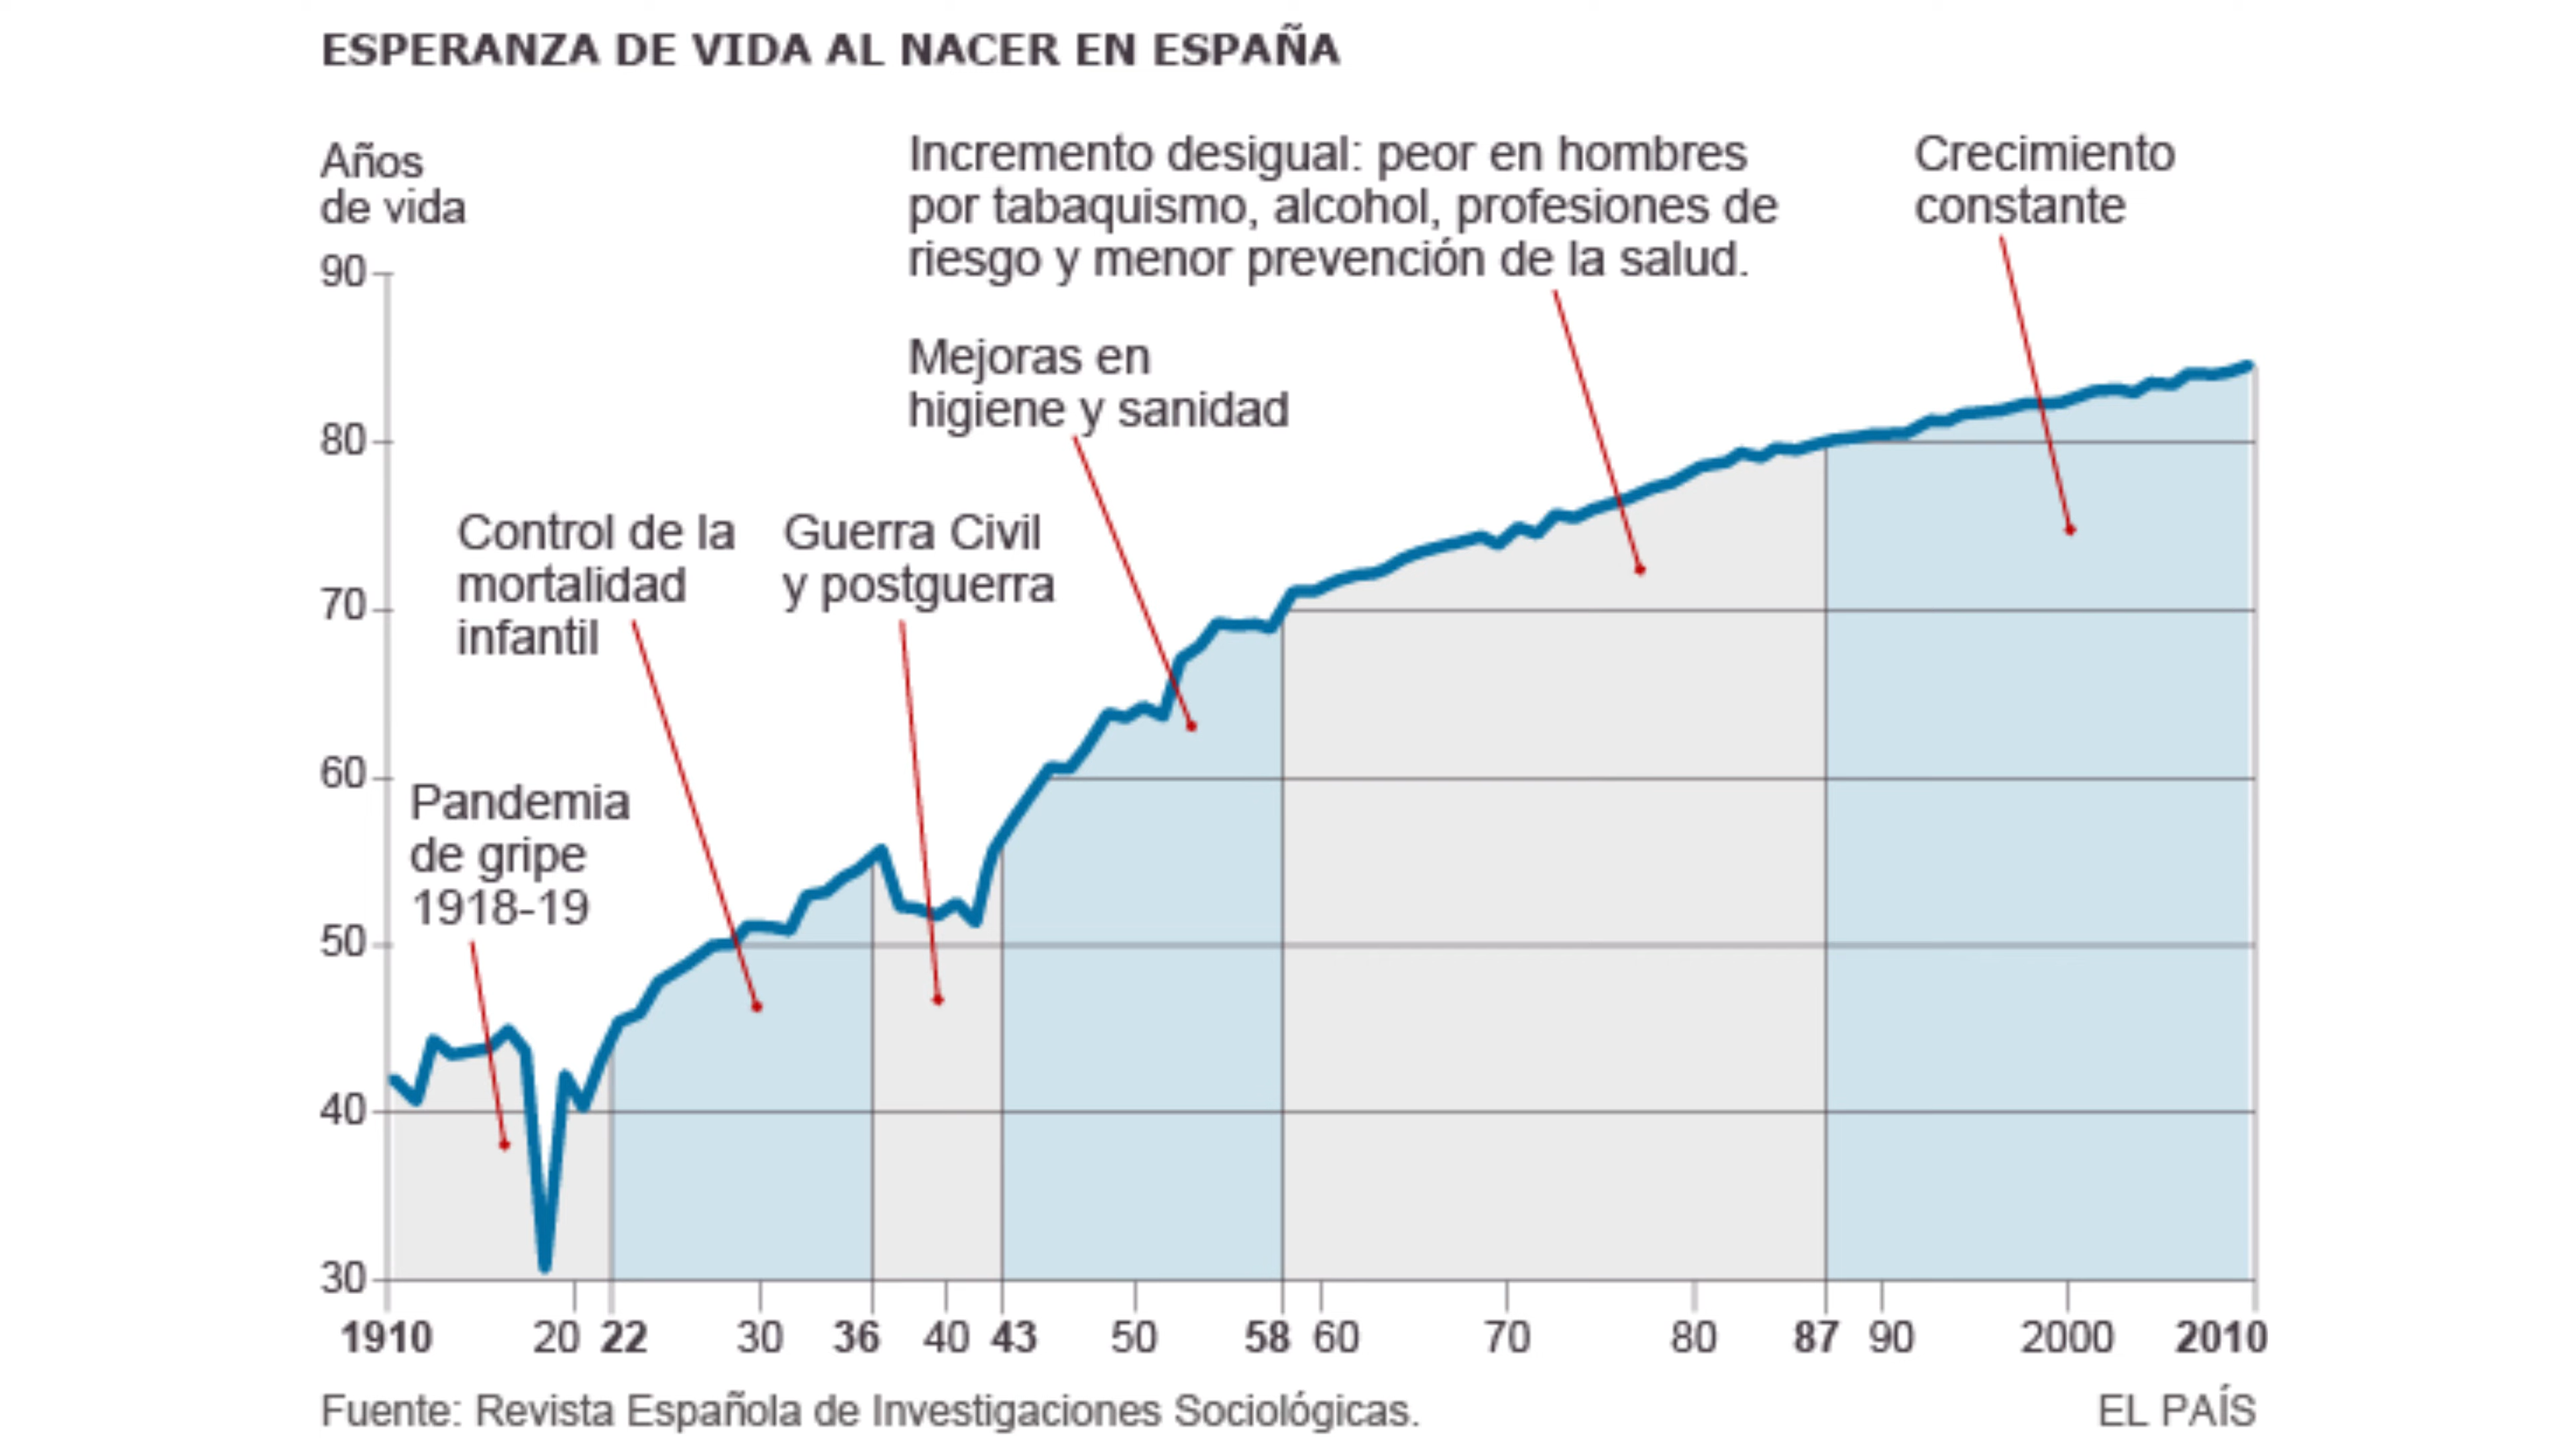 ESPERANZA DE VIDA AL NACER EN ESPAÑA
Años
de vida
Incremento desigual: peor en hombres
por tabaquismo, alcohol, profesiones de
riesgo y menor prevención de la salud.
Crecimiento
constante
Mejoras en
higiene y sanidad
Control de la
mortalidad
infantil
Guerra Civil
y postguerra
Pandemia
de gripe
1918-19
90
80
70
60
50
40
30
1910 20 22 30 36 40 43 50 58 60 70 80 87 90 2000 2010
Fuente: Revista Española de Investigaciones Sociológicas.
EL PAÍS